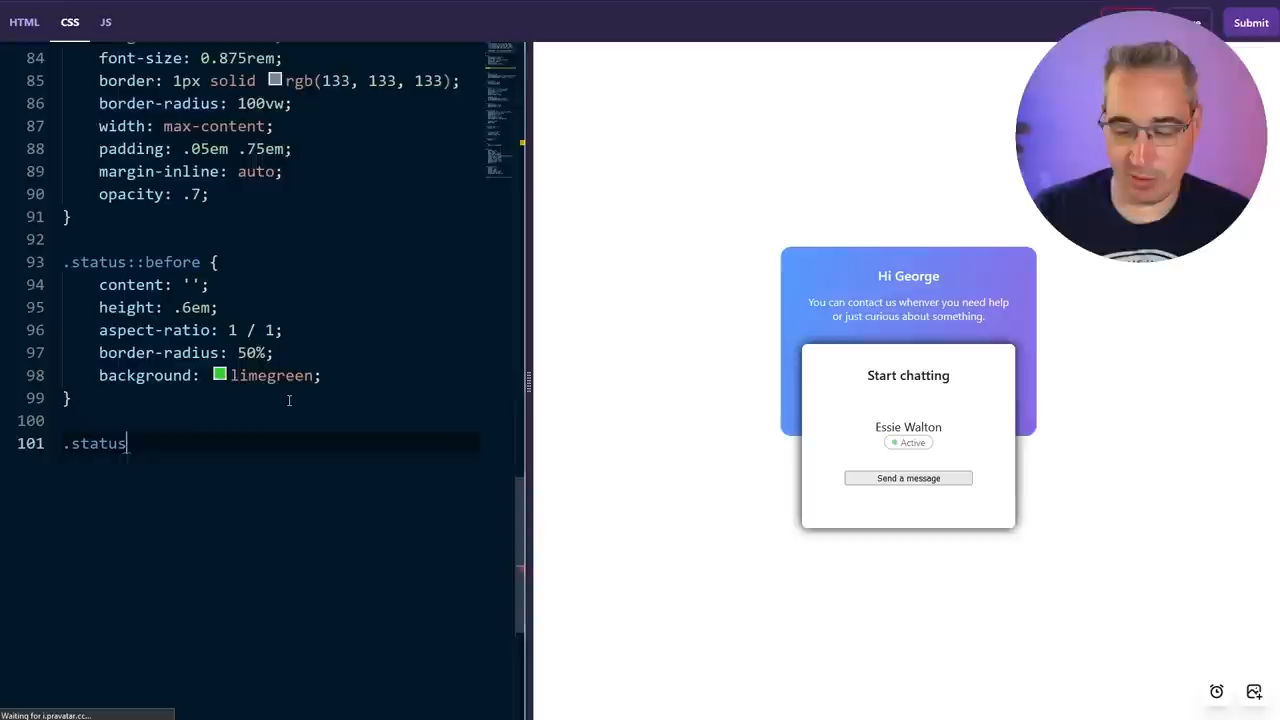 HTML CSS JS
Submit
84 font-size: 0.875rem;
85 border: 1px solid rgb(133, 133, 133);
86 border-radius: 100vw;
87 width: max-content;
88 padding: .05em .75em;
89 margin-inline: auto;
90 opacity: .7;
91 }
92
93 .status::before {
94 content: '';
95 height: .6em;
96 aspect-ratio: 1 / 1;
97 border-radius: 50%;
98 background: limegreen;
99 }
100
101 .status
Hi George
You can contact us whenver you need help
or just curious about something.
Start chatting
Essie Walton
Active
Send a message
Waiting for i.pravatar.cc...